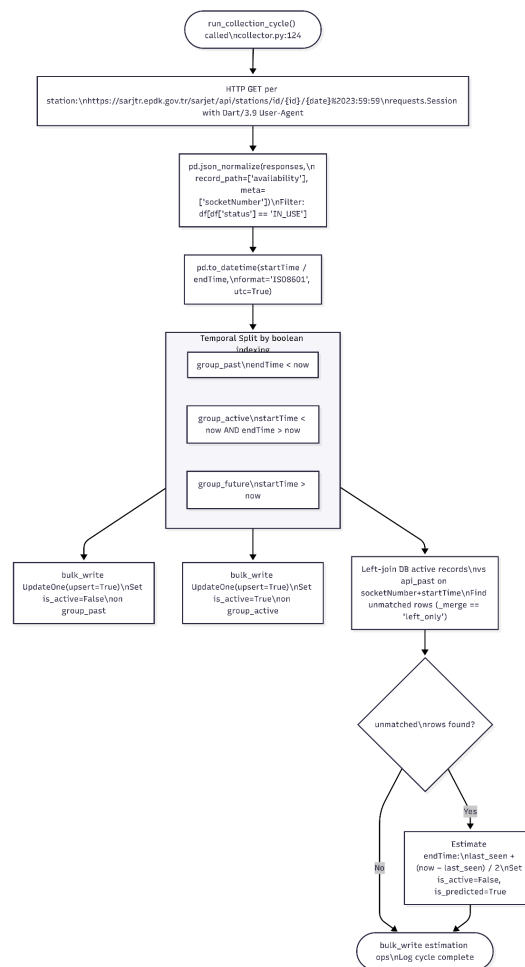 run_collection_cycle()
called\ncollector.py:124
HTTP GET per
station:\nhttps://sarjtr.epdk.gov.tr/sarjet/api/stations/id/{id}/{date}%2023:59:59\nrequests.Session
with Dart/3.9 User-Agent
pd.json_normalize(responses,\n
record_path=['availability'],
meta=
['socketNumber'])\nFilter:
df[df['status'] == 'IN_USE']
pd.to_datetime(startTime /
endTime,\nformat='ISO8601',
utc=True)
Temporal Split by boolean
indexing
group_past\nendTime < now
group_active\nstartTime <
now AND endTime > now
group_future\nstartTime >
now
bulk_write
UpdateOne(upsert=True)\nSet
is_active=False\non
group_past
bulk_write
UpdateOne(upsert=True)\nSet
is_active=True\non
group_active
Left-join DB active records\nvs
api_past on
socketNumber+startTime\nFind
unmatched rows (_merge ==
'left_only')
unmatched\nrows found?
Yes
No
Estimate
endTime:\nlast_seen +
(now − last_seen) / 2\nSet
is_active=False,
is_predicted=True
bulk_write estimation
ops\nLog cycle complete